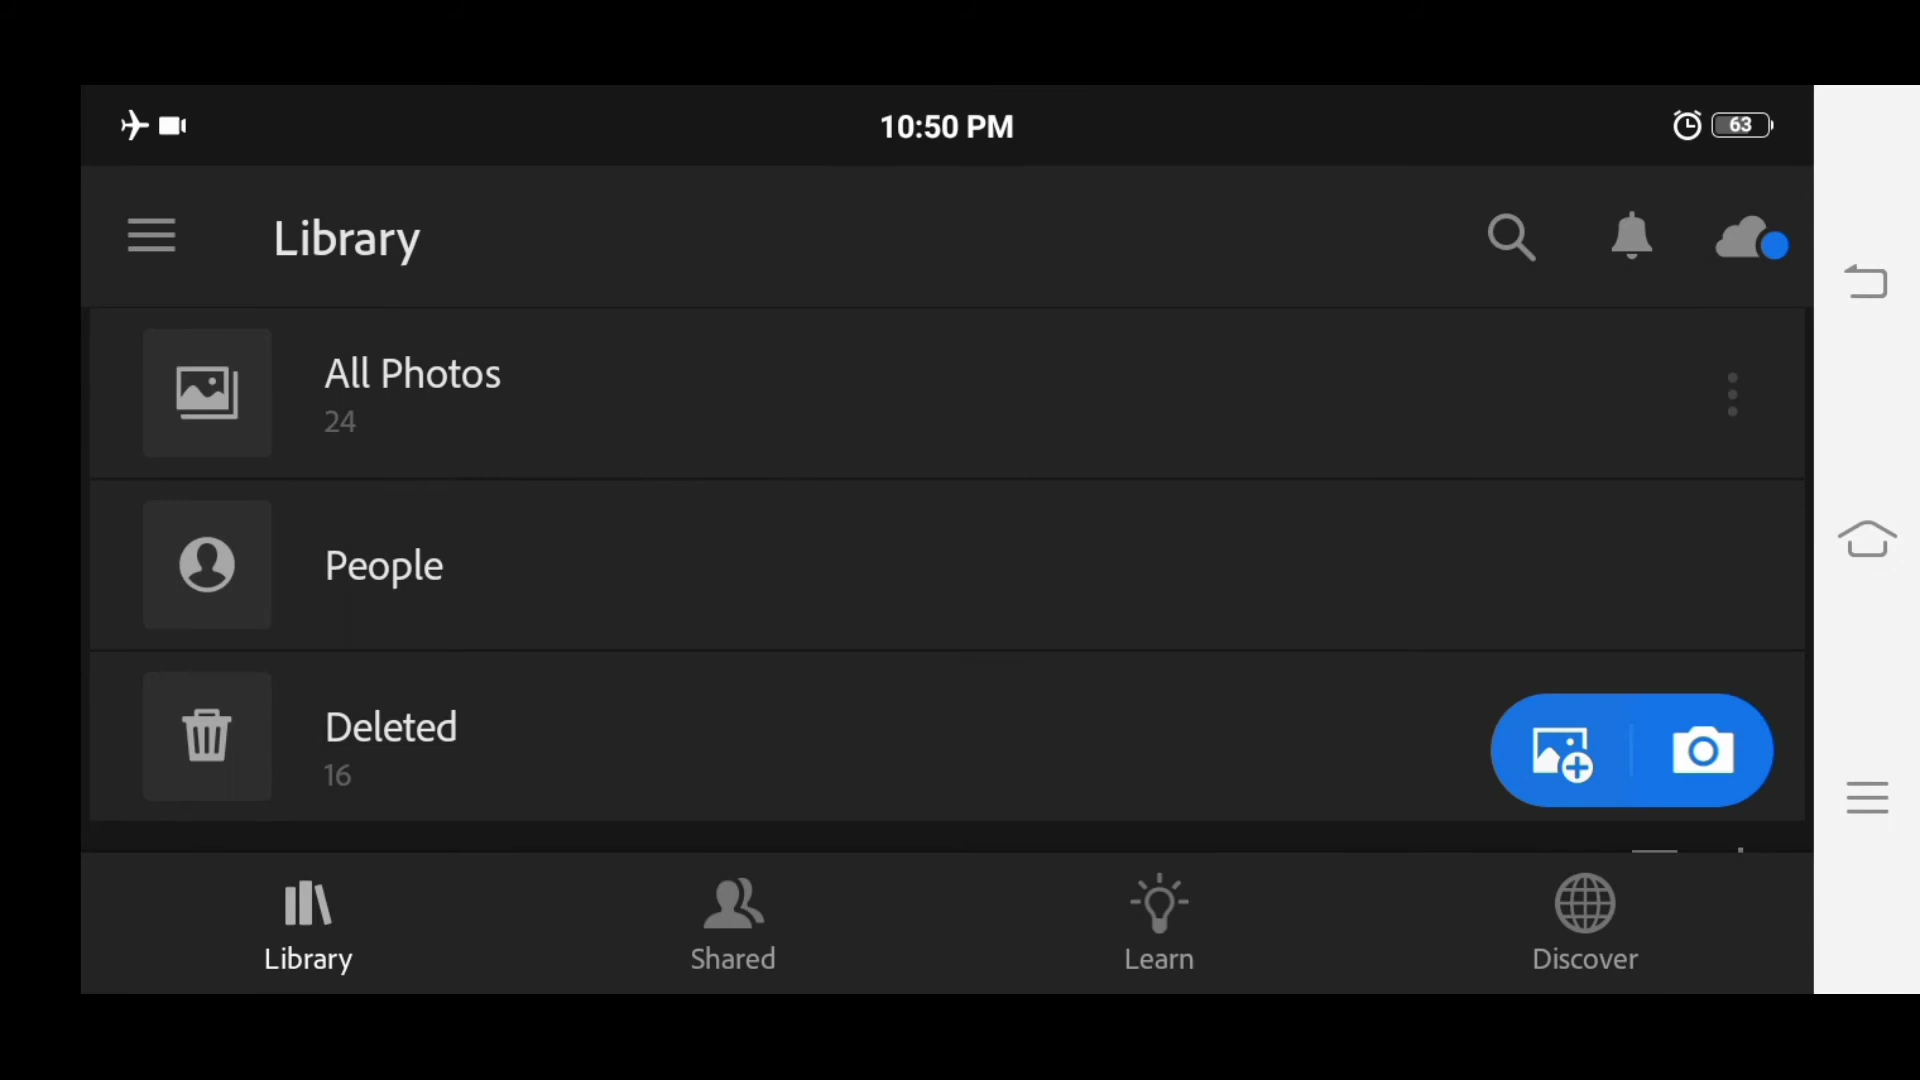 10:50 PM
63
Library
All Photos
24
People
Deleted
16
Library
Shared
Learn
Discover